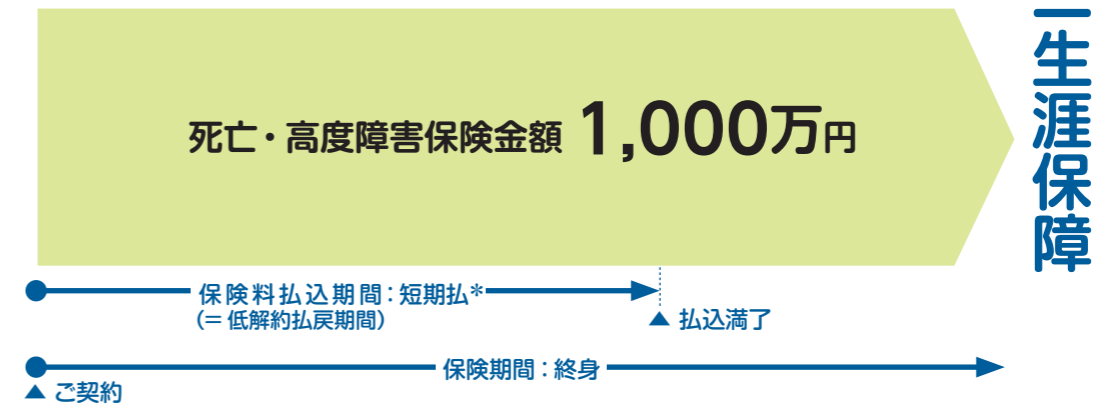 死亡・高度障害保険金額 1,000万円
一生涯保障
保険料払込期間：短期払*
(＝低解約払戻期間)
▲ 払込満了
保険期間：終身
▲ ご契約